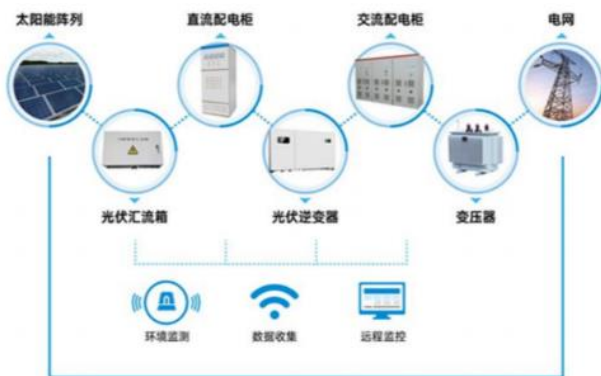 太阳能阵列
直流配电柜
交流配电柜
电网
光伏汇流箱
光伏逆变器
变压器
环境监测
数据收集
远程监控